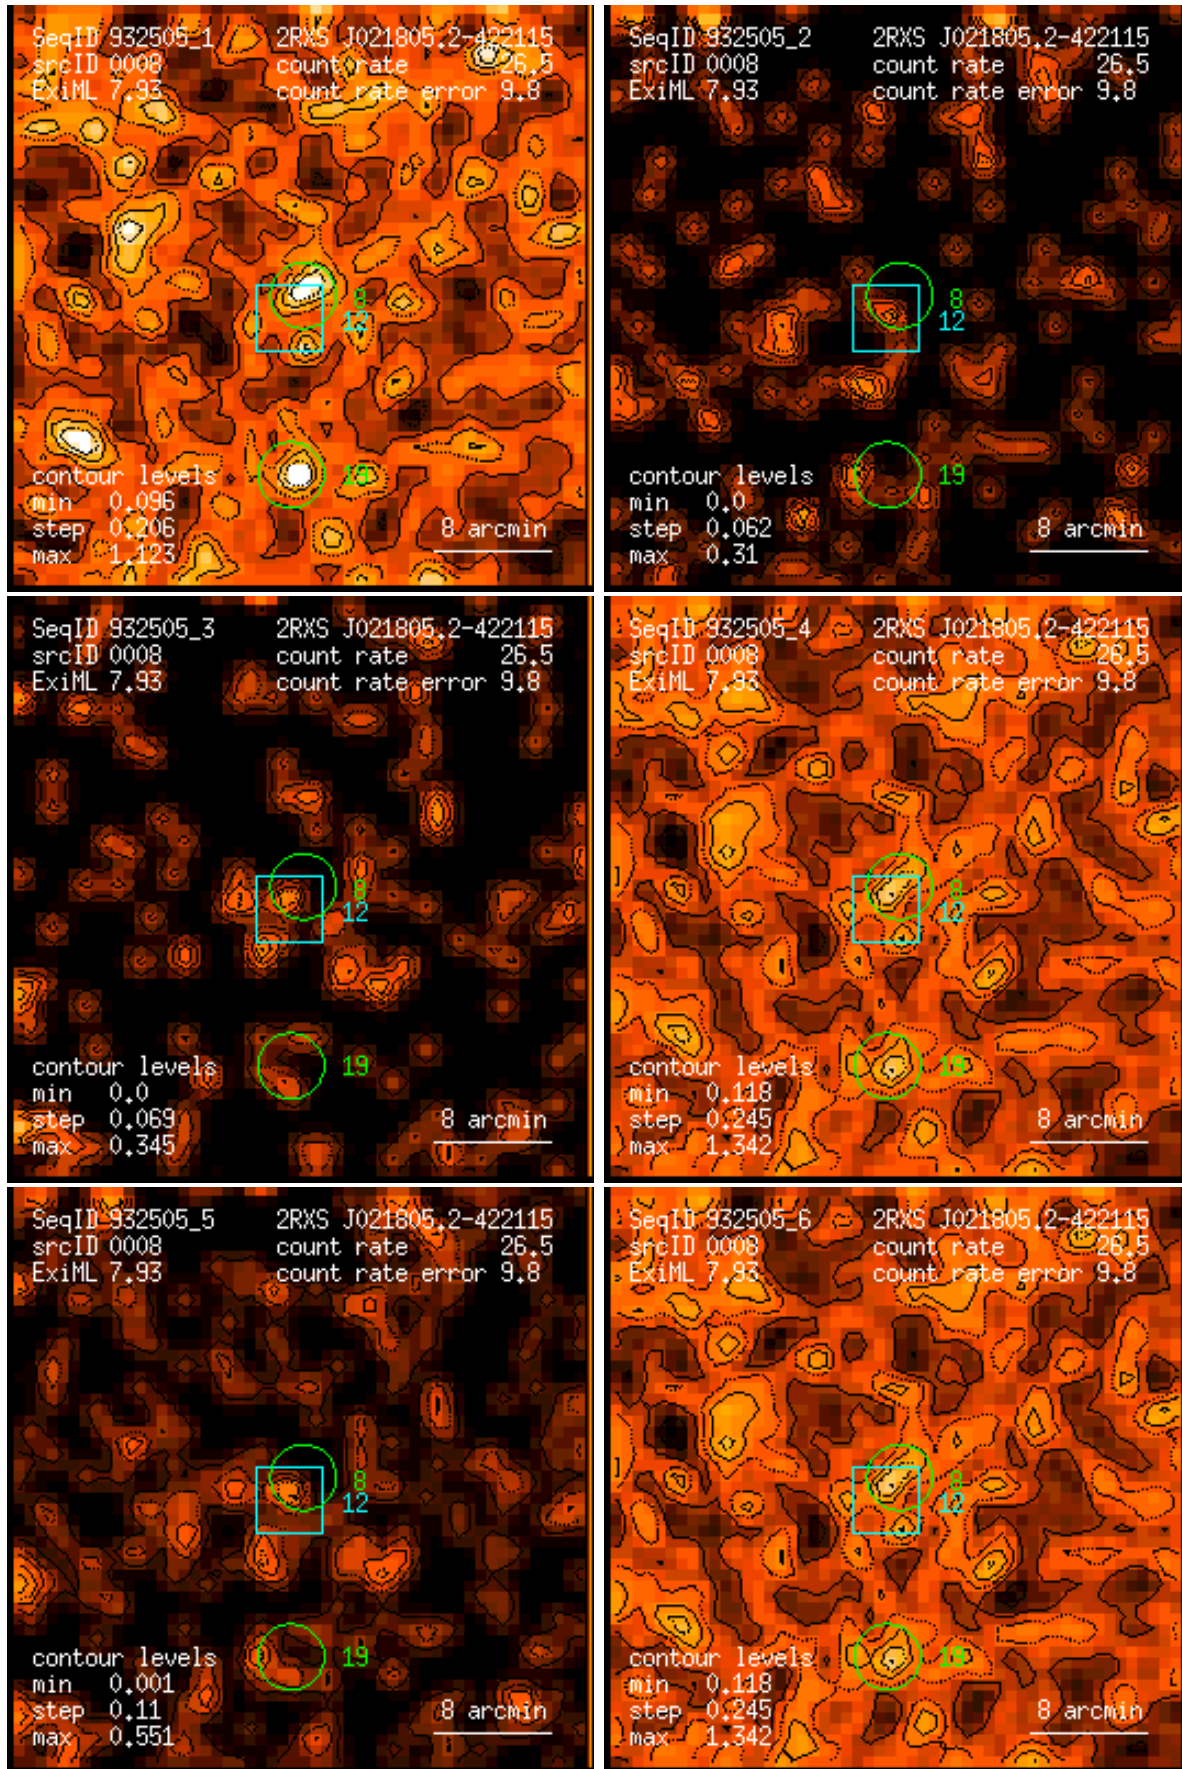 SeqID 932505_1 2RXS J021805.2-422115
srcID 0008 count rate 26.5
ExiML 7.93 count rate error 9.8
8
12
19
contour levels
min 0.096
step 0.206 8 arcmin
max 1.123
SeqID 932505_2 2RXS J021805.2-422115
srcID 0008 count rate 26.5
ExiML 7.93 count rate error 9.8
8
12
19
contour levels
min 0.0
step 0.062 8 arcmin
max 0.31
SeqID 932505_3 2RXS J021805.2-422115
srcID 0008 count rate 26.5
ExiML 7.93 count rate error 9.8
8
12
19
contour levels
min 0.0
step 0.069 8 arcmin
max 0.345
SeqID 932505_4 2RXS J021805.2-422115
srcID 0008 count rate 26.5
ExiML 7.93 count rate error 9.8
8
12
19
contour levels
min 0.118
step 0.245 8 arcmin
max 1.342
SeqID 932505_5 2RXS J021805.2-422115
srcID 0008 count rate 26.5
ExiML 7.93 count rate error 9.8
8
12
19
contour levels
min 0.001
step 0.11 8 arcmin
max 0.551
SeqID 932505_6 2RXS J021805.2-422115
srcID 0008 count rate 26.5
ExiML 7.93 count rate error 9.8
8
12
19
contour levels
min 0.118
step 0.245 8 arcmin
max 1.342